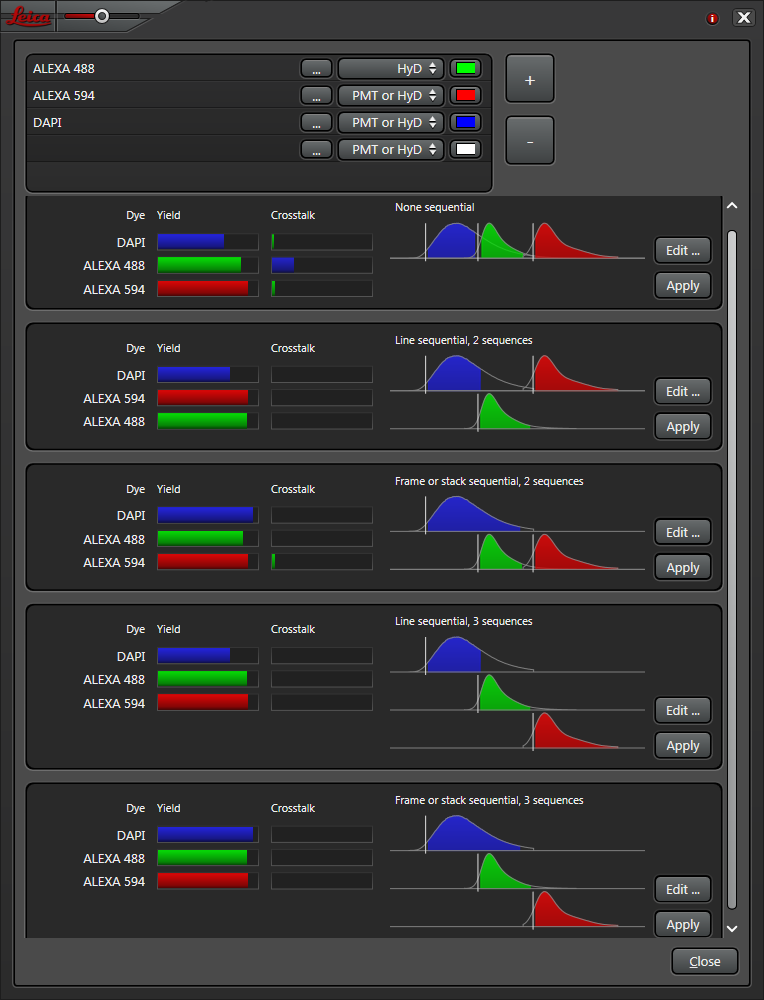 Leica
i
ALEXA 488 ... HyD
ALEXA 594 ... PMT or HyD
DAPI ... PMT or HyD
... PMT or HyD
+
-
None sequential
Dye Yield Crosstalk
DAPI
ALEXA 488
ALEXA 594
Edit ...
Apply
Line sequential, 2 sequences
Dye Yield Crosstalk
DAPI
ALEXA 594
ALEXA 488
Edit ...
Apply
Frame or stack sequential, 2 sequences
Dye Yield Crosstalk
DAPI
ALEXA 488
ALEXA 594
Edit ...
Apply
Line sequential, 3 sequences
Dye Yield Crosstalk
DAPI
ALEXA 488
ALEXA 594
Edit ...
Apply
Frame or stack sequential, 3 sequences
Dye Yield Crosstalk
DAPI
ALEXA 488
ALEXA 594
Edit ...
Apply
Close